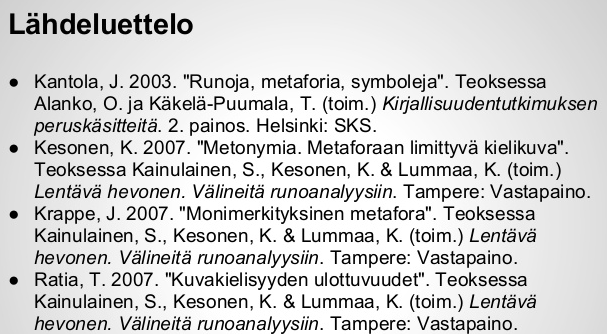 Lähdeluettelo
● Kantola, J. 2003. "Runoja, metaforia, symboleja". Teoksessa
Alanko, O. ja Käkelä-Puumala, T. (toim.) Kirjallisuudentutkimuksen
peruskäsitteitä. 2. painos. Helsinki: SKS.
● Kesonen, K. 2007. "Metonymia. Metaforaan limittyvä kielikuva".
Teoksessa Kainulainen, S., Kesonen, K. & Lummaa, K. (toim.)
Lentävä hevonen. Välineitä runoanalyysiin. Tampere: Vastapaino.
● Krappe, J. 2007. "Monimerkityksinen metafora". Teoksessa
Kainulainen, S., Kesonen, K. & Lummaa, K. (toim.) Lentävä
hevonen. Välineitä runoanalyysiin. Tampere: Vastapaino.
● Ratia, T. 2007. "Kuvakielisyyden ulottuvuudet". Teoksessa
Kainulainen, S., Kesonen, K. & Lummaa, K. (toim.) Lentävä
hevonen. Välineitä runoanalyysiin. Tampere: Vastapaino.